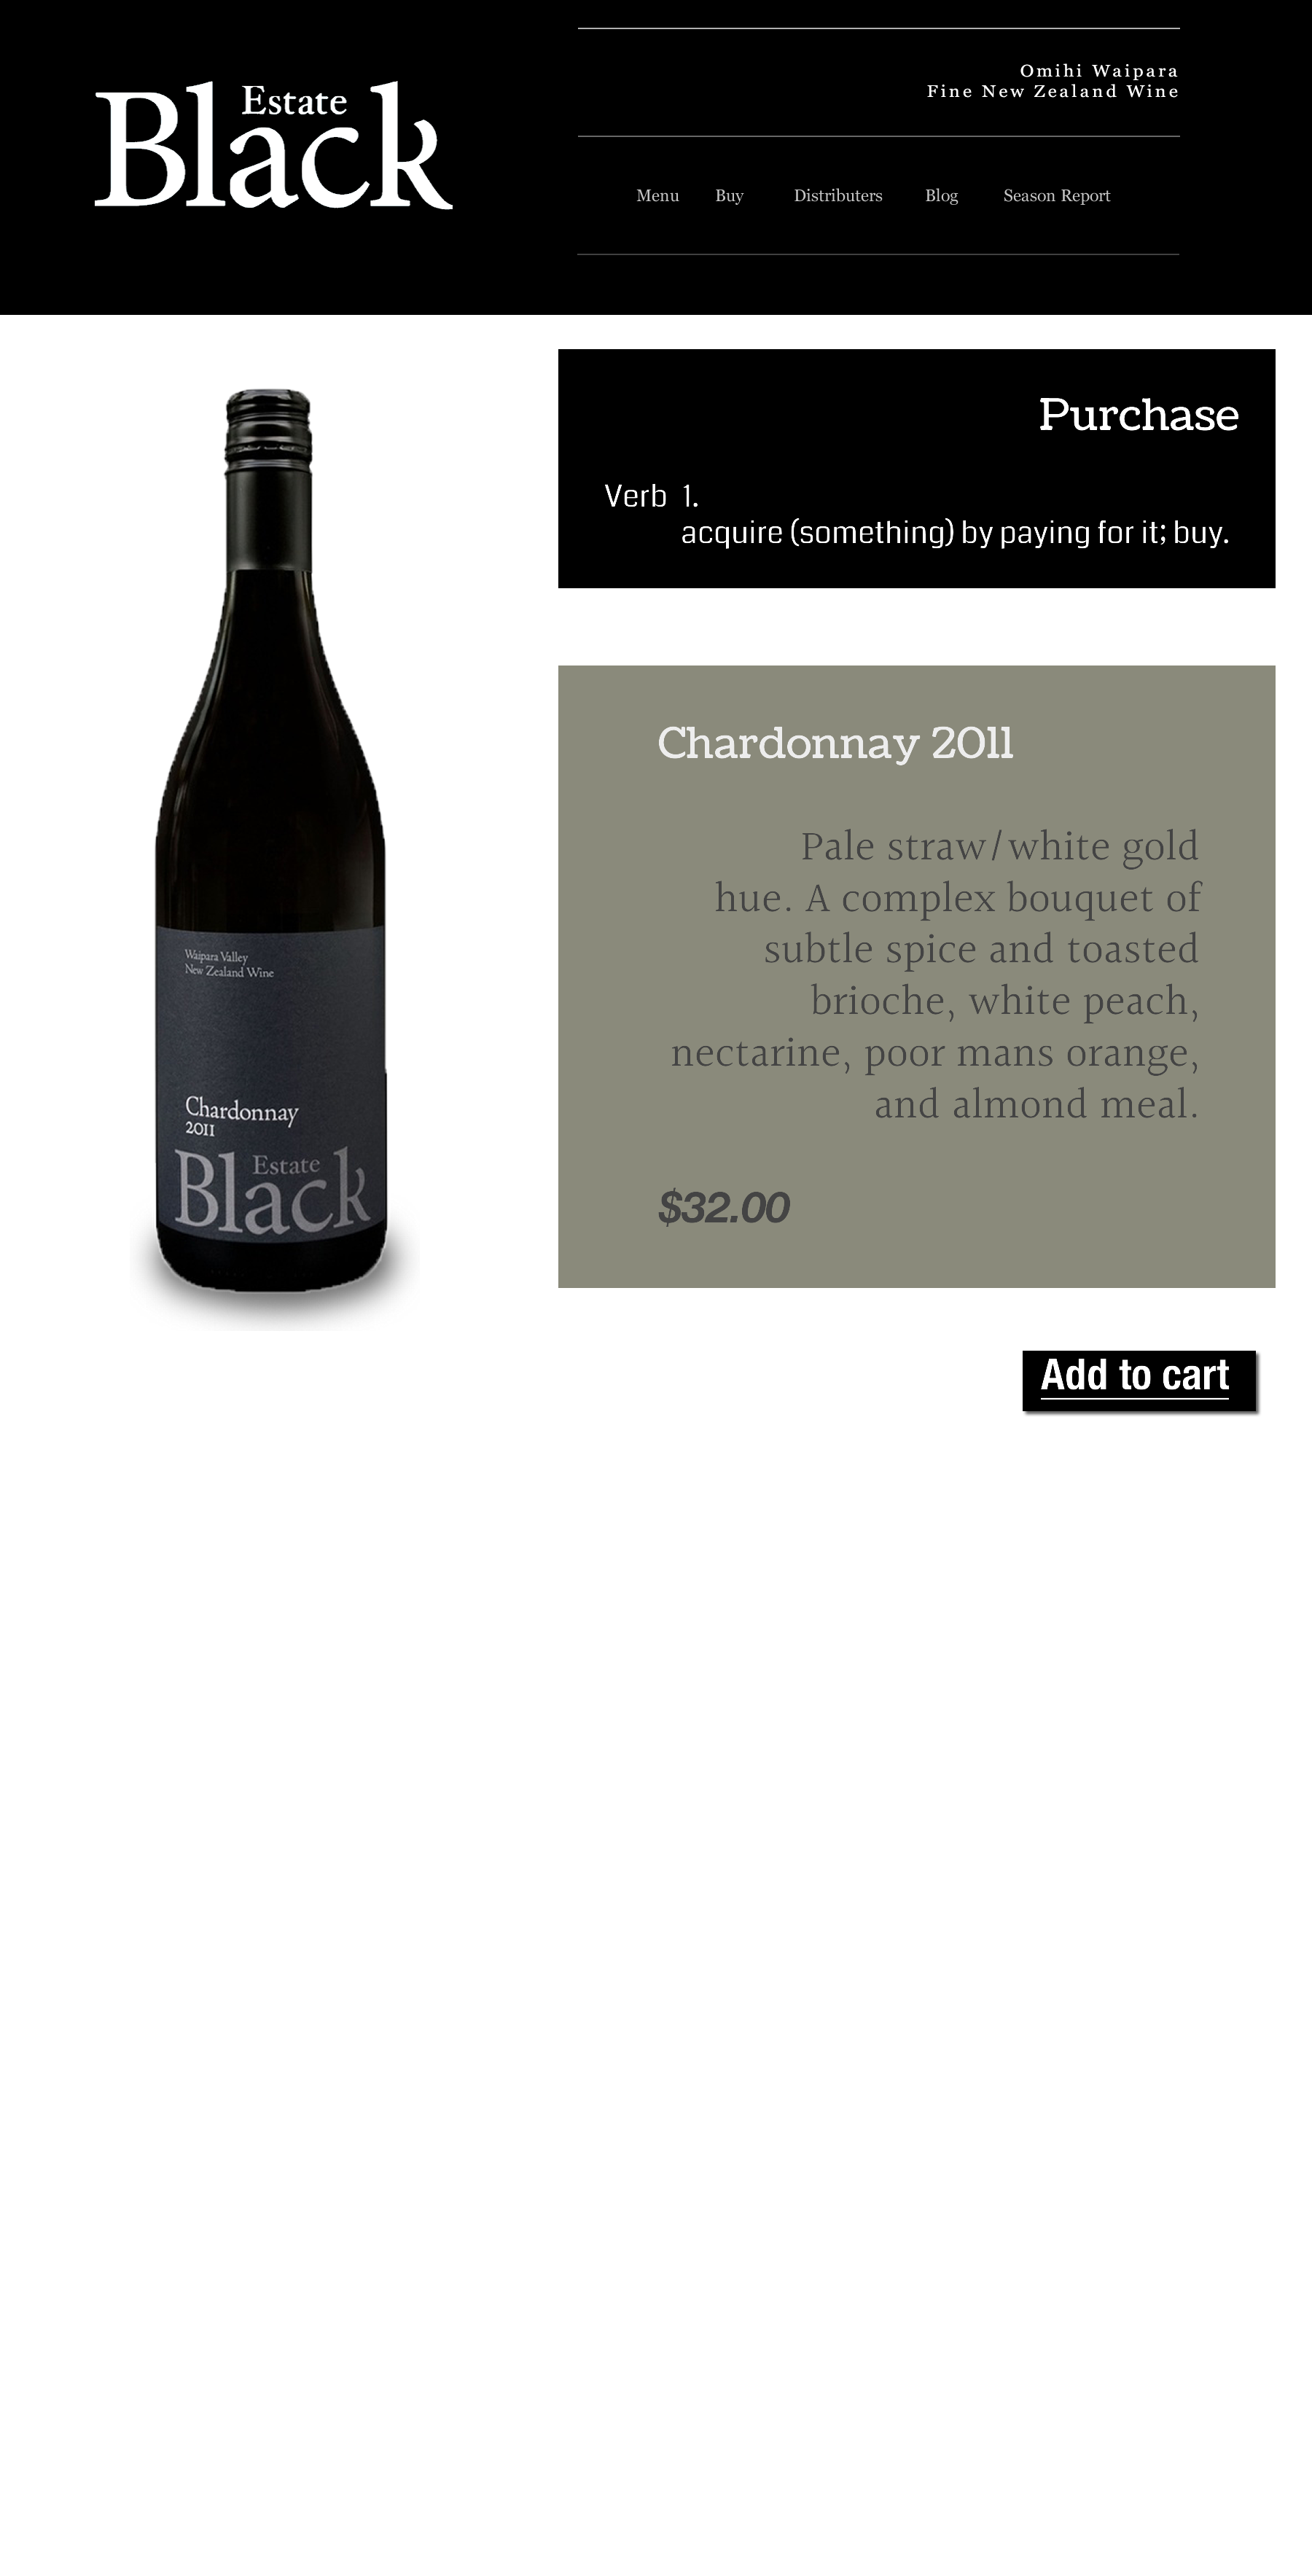 Estate
Black
Omihi Waipara
Fine New Zealand Wine
Menu Buy Distributers Blog Season Report
Purchase
Verb 1.
acquire (something) by paying for it; buy.
Chardonnay 2011
Pale straw/white gold
hue. A complex bouquet of
subtle spice and toasted
brioche, white peach,
nectarine, poor mans orange,
and almond meal.
$32.00
Waipara Valley
New Zealand Wine
Chardonnay
2011
Estate
Black
Add to cart